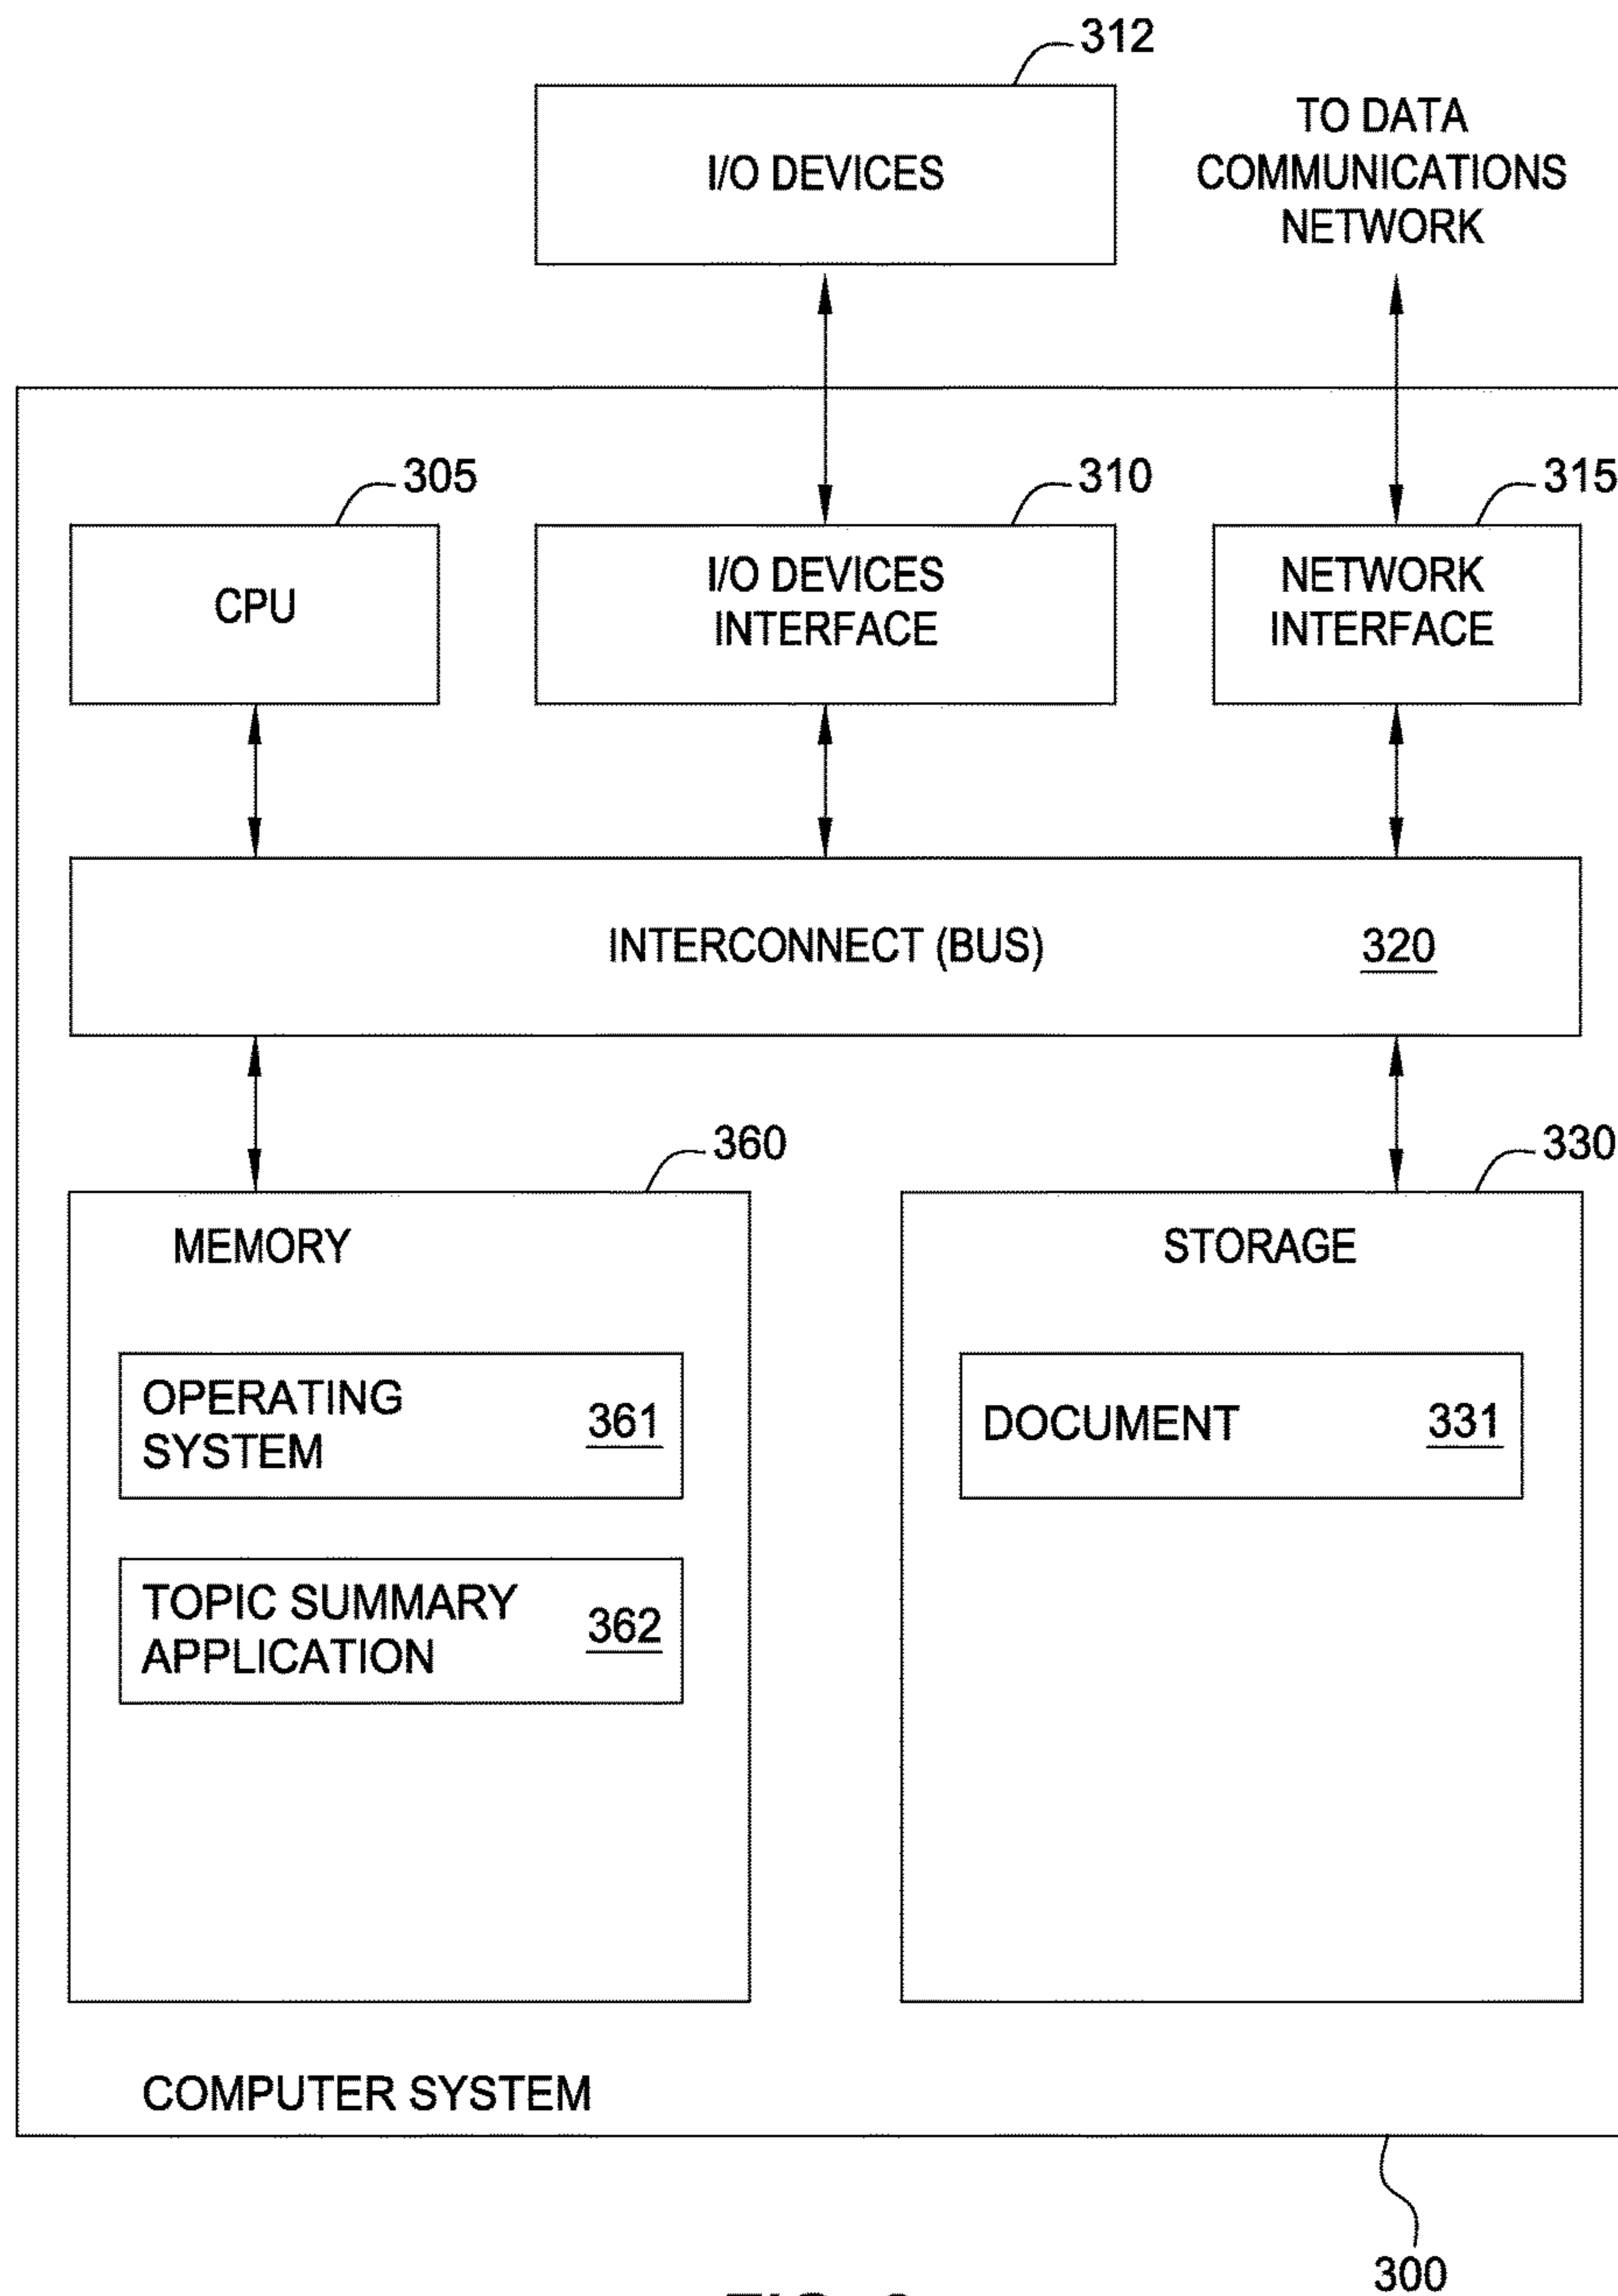 312
I/O DEVICES
TO DATA
COMMUNICATIONS
NETWORK
305
310
315
CPU
I/O DEVICES
INTERFACE
NETWORK
INTERFACE
INTERCONNECT (BUS)
320
360
330
MEMORY
STORAGE
OPERATING
SYSTEM
361
DOCUMENT
331
TOPIC SUMMARY
APPLICATION
362
COMPUTER SYSTEM
300